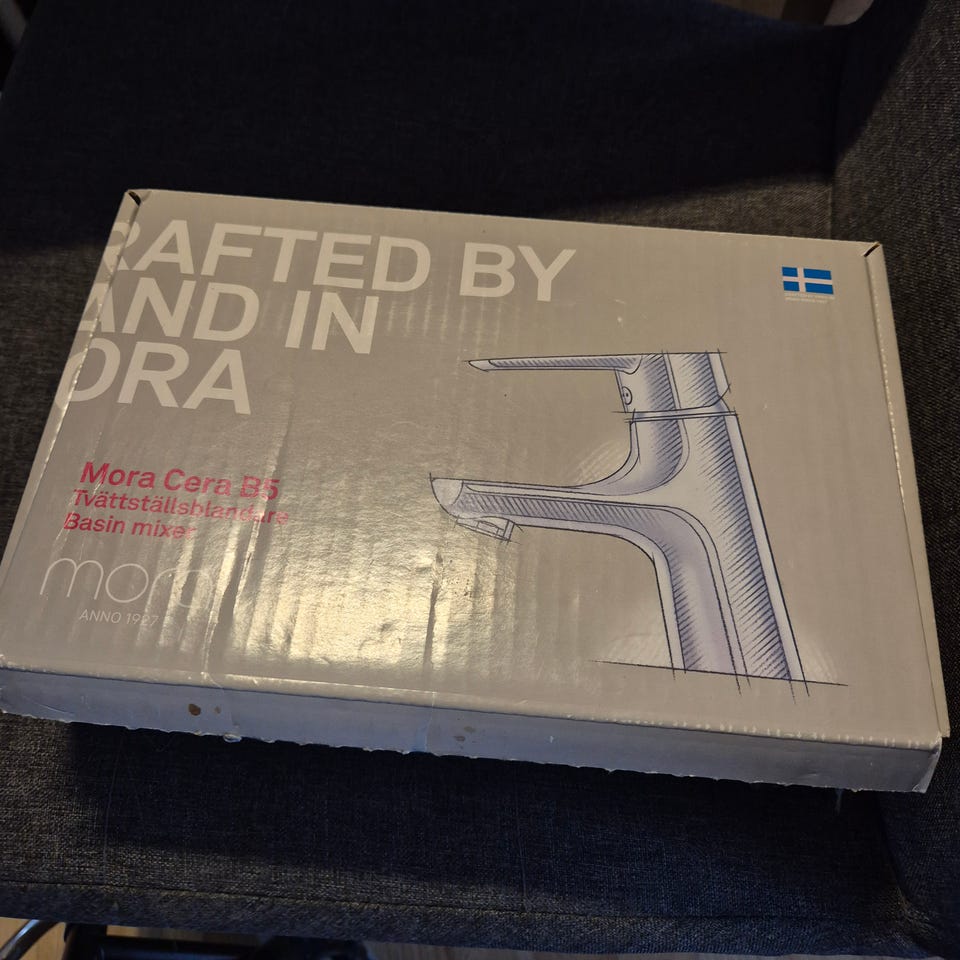 RAFTED BY
AND IN
ORA
Mora Cera B5
Tvättställsblandare
Basin mixer
mora
ANNO 1927